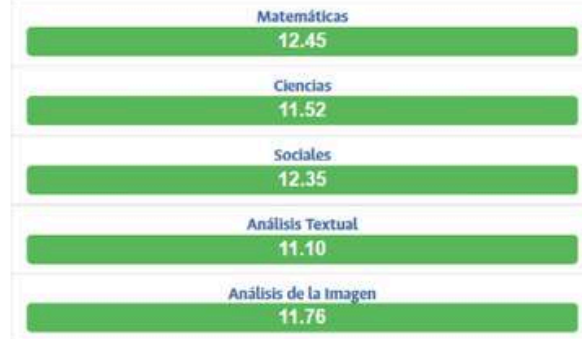 Matemáticas
12.45
Ciencias
11.52
Sociales
12.35
Análisis Textual
11.10
Análisis de la Imagen
11.76